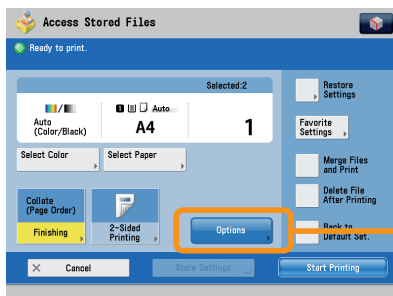 Access Stored Files
Ready to print.
Selected:2
Auto
(Color/Black)
Auto
A4
1
Select Color
Select Paper
Collate
(Page Order)
Finishing
2-Sided
Printing
Options
Restore
Settings
Favorite
Settings
Merge Files
and Print
Delete File
After Printing
Back to
Default Set.
Cancel
Store Settings
Start Printing